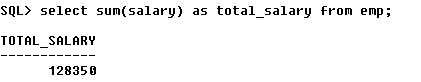 SQL> select sum(salary) as total_salary from emp;
TOTAL_SALARY
------------
128350